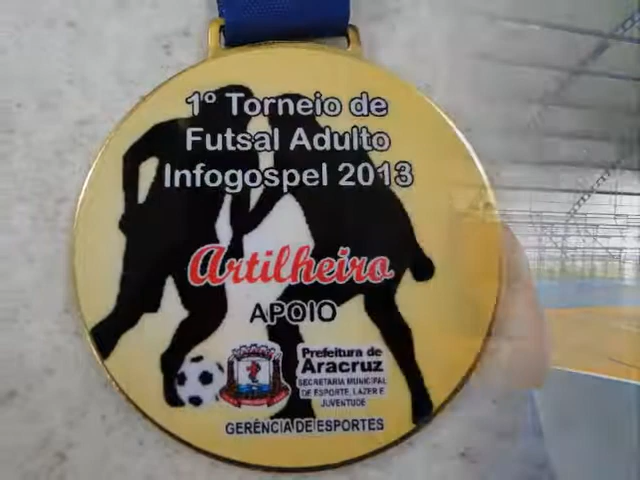 1º Torneio de
Futsal Adulto
Infogospel 2013
Artilheiro
APOIO
Prefeitura de
Aracruz
SECRETARIA MUNICIPAL
DE ESPORTE, LAZER E
JUVENTUDE
GERÊNCIA DE ESPORTES